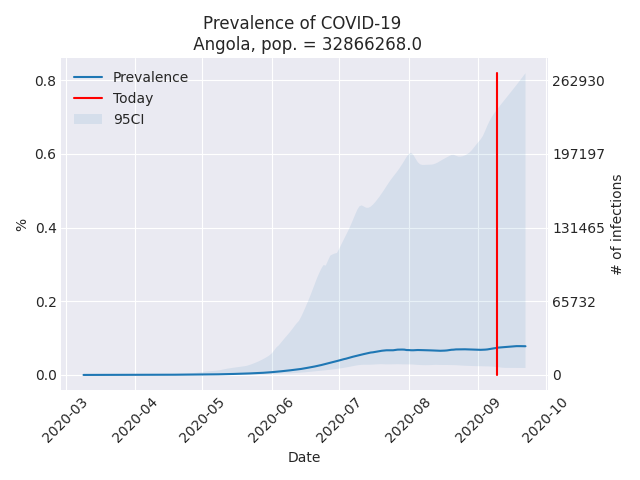 Prevalence of COVID-19
Angola, pop. = 32866268.0
Prevalence
Today
95CI
0.8
0.6
0.4
0.2
0.0
%
262930
197197
131465
65732
0
# of infections
2020-03
2020-04
2020-05
2020-06
2020-07
2020-08
2020-09
2020-10
Date